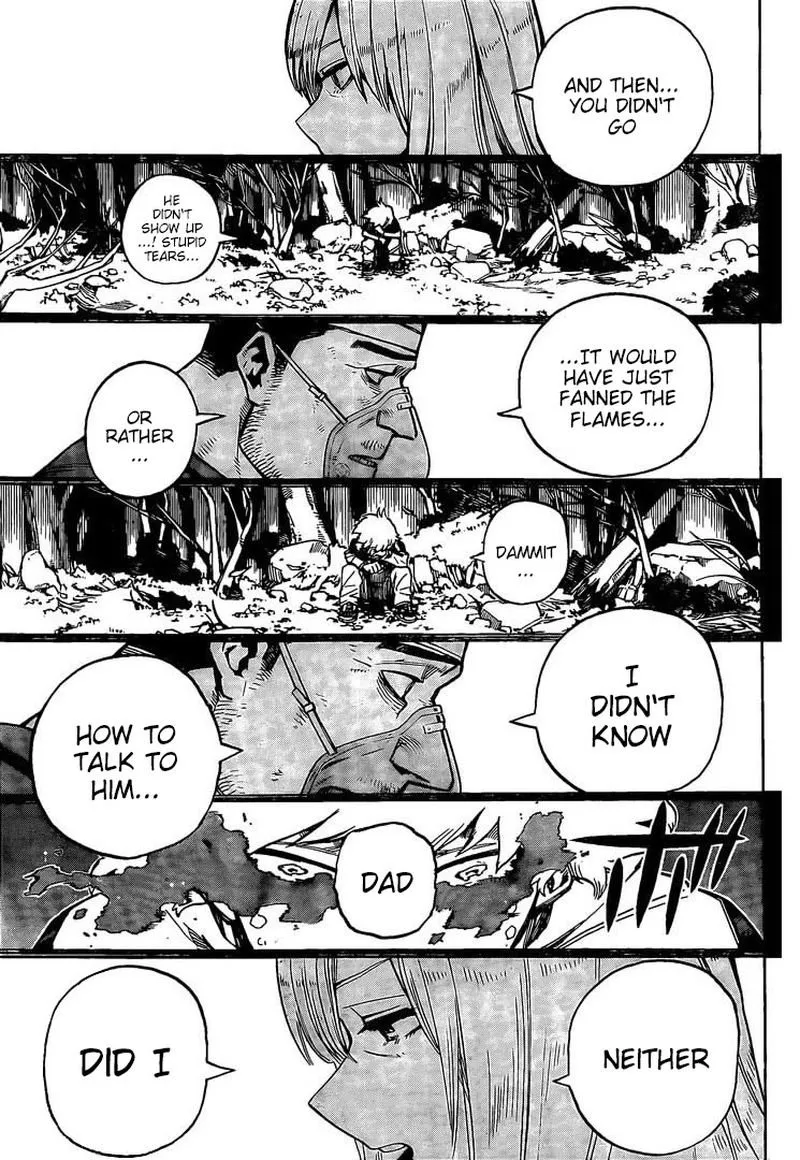 AND THEN...
YOU DIDN'T
GO
HE
DIDN'T
SHOW UP
...! STUPID
TEARS...
...IT WOULD
HAVE JUST
FANNED THE
FLAMES...
OR
RATHER
...
DAMMIT
...
I
DIDN'T
KNOW
HOW TO
TALK TO
HIM...
DAD
NEITHER
DID I